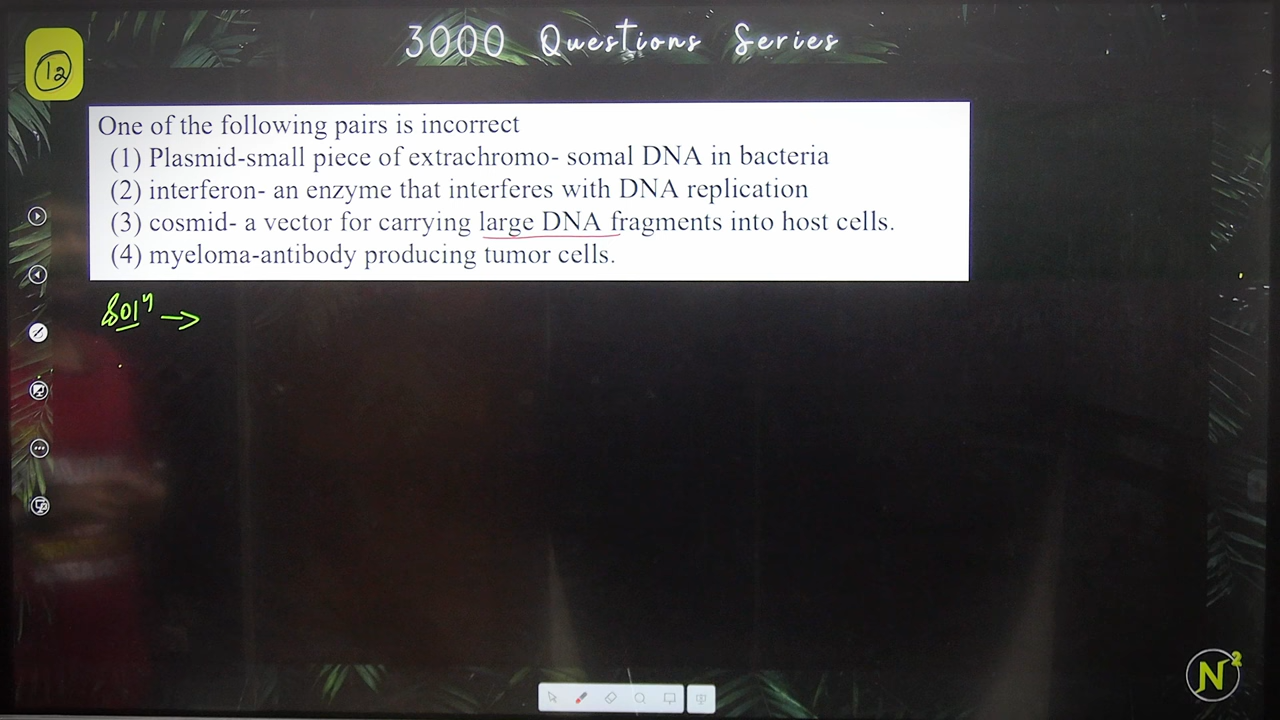 3000 Questions Series
12
One of the following pairs is incorrect
(1) Plasmid-small piece of extrachromo- somal DNA in bacteria
(2) interferon- an enzyme that interferes with DNA replication
(3) cosmid- a vector for carrying large DNA fragments into host cells.
(4) myeloma-antibody producing tumor cells.
Solⁿ →
N²